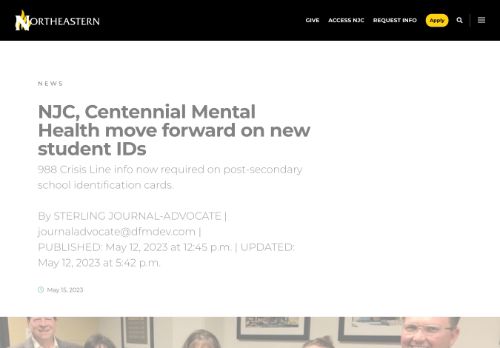 NORTHEASTERN
GIVE ACCESS NJC REQUEST INFO Apply
NEWS
NJC, Centennial Mental
Health move forward on new
student IDs
988 Crisis Line info now required on post-secondary
school identification cards.
By STERLING JOURNAL-ADVOCATE |
journaladvocate@dfmdev.com |
PUBLISHED: May 12, 2023 at 12:45 p.m. | UPDATED:
May 12, 2023 at 5:42 p.m.
May 15, 2023